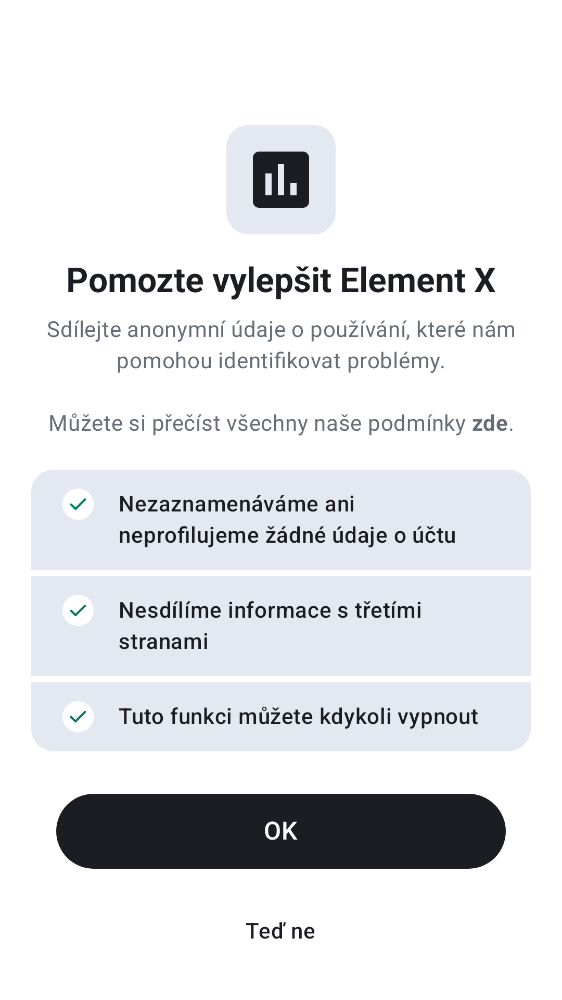 Pomozte vylepšit Element X
Sdílejte anonymní údaje o používání, které nám
pomohou identifikovat problémy.
Můžete si přečíst všechny naše podmínky zde.
Nezaznamenáváme ani
neprofilujeme žádné údaje o účtu
Nesdílíme informace s třetími
stranami
Tuto funkci můžete kdykoli vypnout
OK
Teď ne